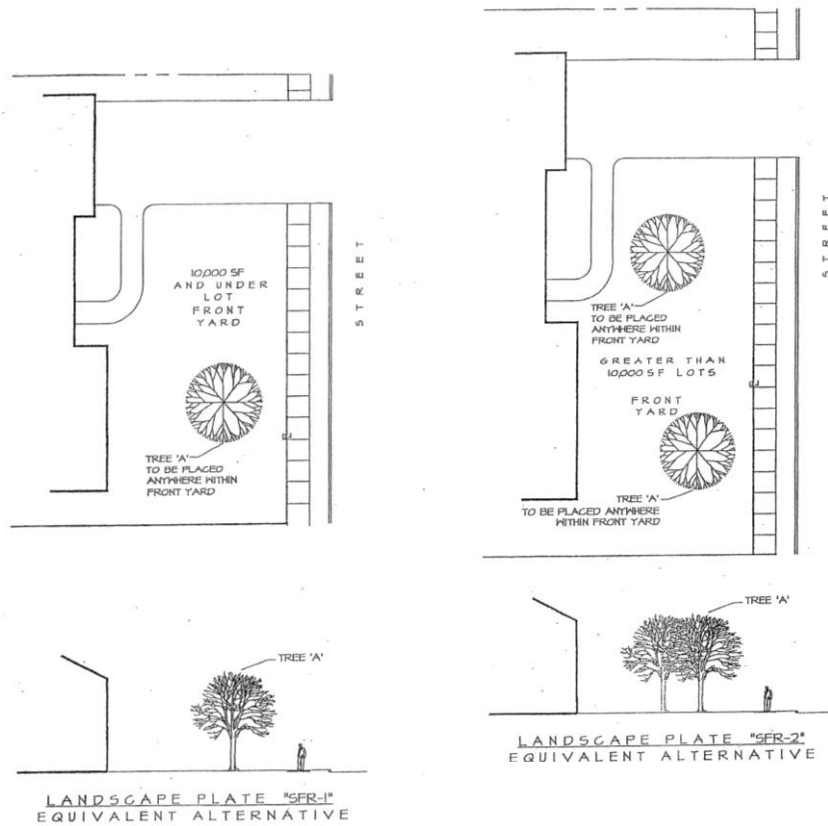 10,000 SF
AND UNDER
LOT
FRONT
YARD
STREET
TREE 'A'
TO BE PLACED
ANYWHERE WITHIN
FRONT YARD
TREE 'A'
LANDSCAPE PLATE "SFR-1"
EQUIVALENT ALTERNATIVE
STREET
TREE 'A'
TO BE PLACED
ANYWHERE WITHIN
FRONT YARD
GREATER THAN
10,000 SF LOTS
FRONT
YARD
TREE 'A'
TO BE PLACED ANYWHERE
WITHIN FRONT YARD
TREE 'A'
LANDSCAPE PLATE "SFR-2"
EQUIVALENT ALTERNATIVE